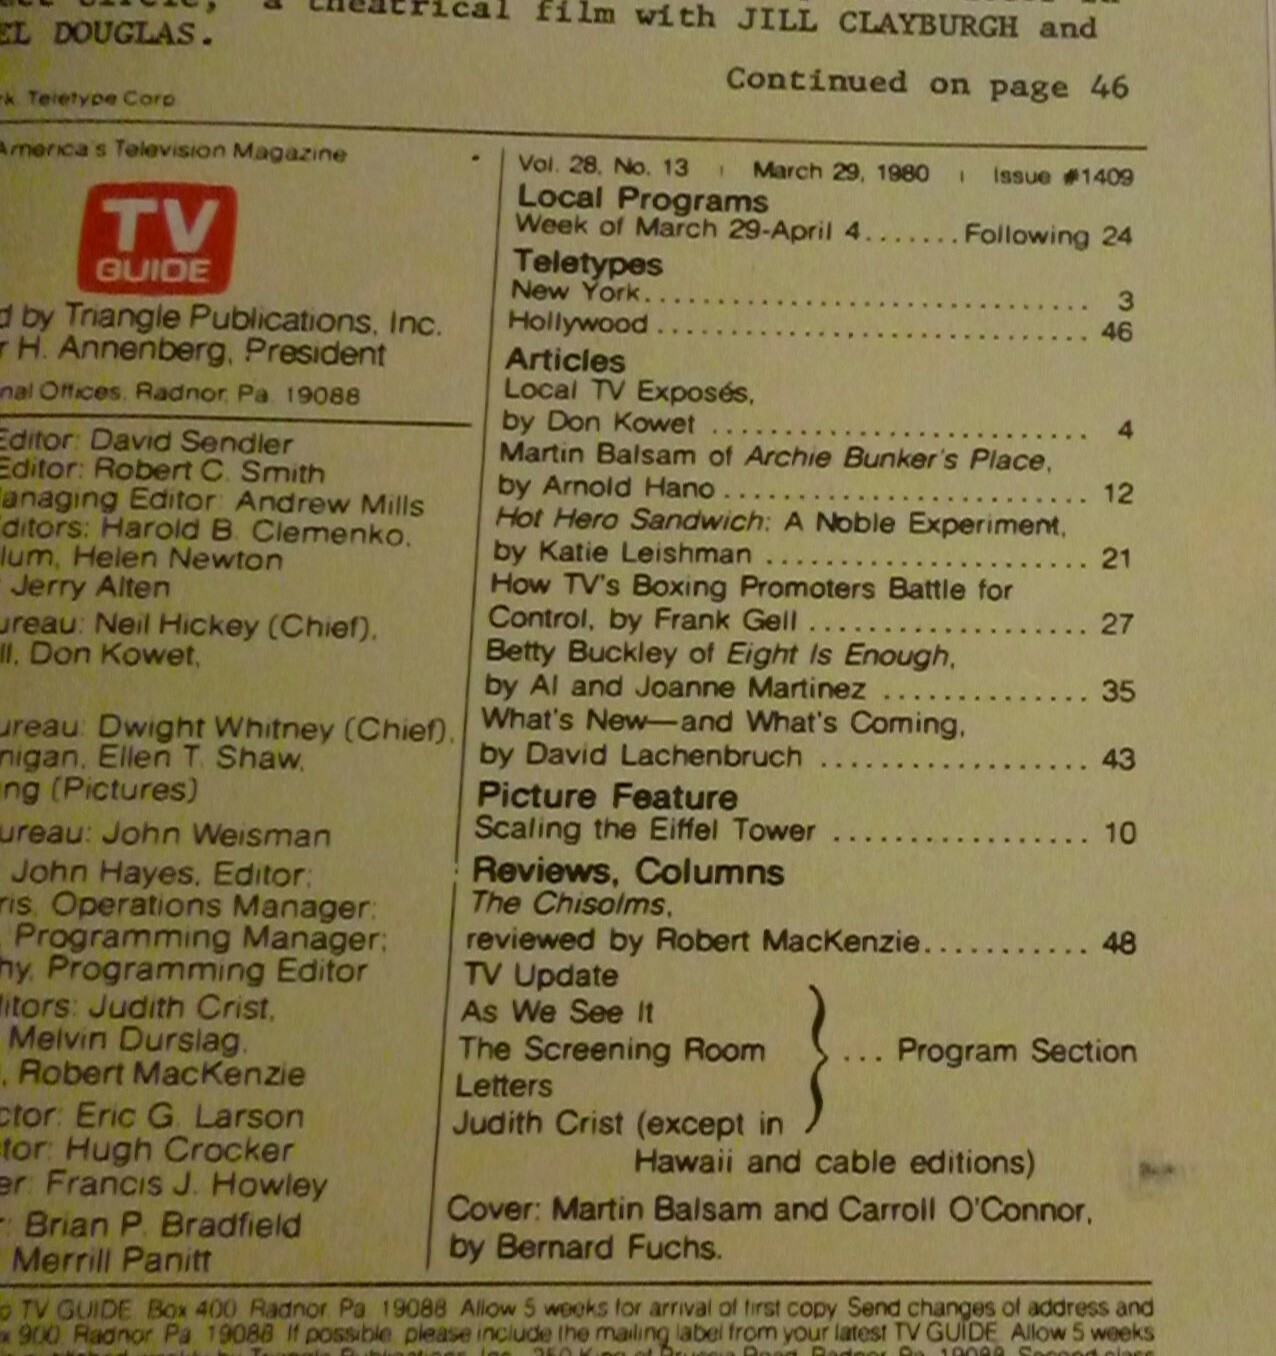 a theatrical film with JILL CLAYBURGH and
DOUGLAS.
Continued on page 46
Teletype Corp
America's Television Magazine
TV
GUIDE
by Triangle Publications, Inc.
H. Annenberg, President
Offices, Radnor, Pa. 19088
Editor: David Sendler
Editor: Robert C. Smith
Editor: Andrew Mills
Harold B. Clemenko,
Helen Newton
Jerry Alten
Neil Hickey (Chief),
Don Kowet,
Dwight Whitney (Chief),
Ellen T. Shaw,
(Pictures)
John Weisman
John Hayes, Editor;
Operations Manager;
Programming Manager;
Programming Editor
Judith Crist,
Melvin Durslag,
Robert MacKenzie
Eric G. Larson
Hugh Crocker
Francis J. Howley
Brian P. Bradfield
Merrill Panitt
Vol. 28, No. 13 | March 29, 1980 | Issue #1409
Local Programs
Week of March 29-April 4.......Following 24
Teletypes
New York.............................. 3
Hollywood ............................. 46
Articles
Local TV Exposés,
by Don Kowet ......................... 4
Martin Balsam of Archie Bunker's Place,
by Arnold Hano ........................ 12
Hot Hero Sandwich: A Noble Experiment,
by Katie Leishman ..................... 21
How TV's Boxing Promoters Battle for
Control, by Frank Gell .................. 27
Betty Buckley of Eight Is Enough,
by Al and Joanne Martinez .............. 35
What's New—and What's Coming,
by David Lachenbruch .................. 43
Picture Feature
Scaling the Eiffel Tower ................. 10
Reviews, Columns
The Chisolms,
reviewed by Robert MacKenzie........... 48
TV Update
As We See It
The Screening Room ... Program Section
Letters
Judith Crist (except in
Hawaii and cable editions)
Cover: Martin Balsam and Carroll O'Connor,
by Bernard Fuchs.
TV GUIDE, Box 400, Radnor, Pa. 19088. Allow 5 weeks for arrival of first copy. Send changes of address and
900, Radnor, Pa. 19088. If possible, please include the mailing label from your latest TV GUIDE. Allow 5 weeks